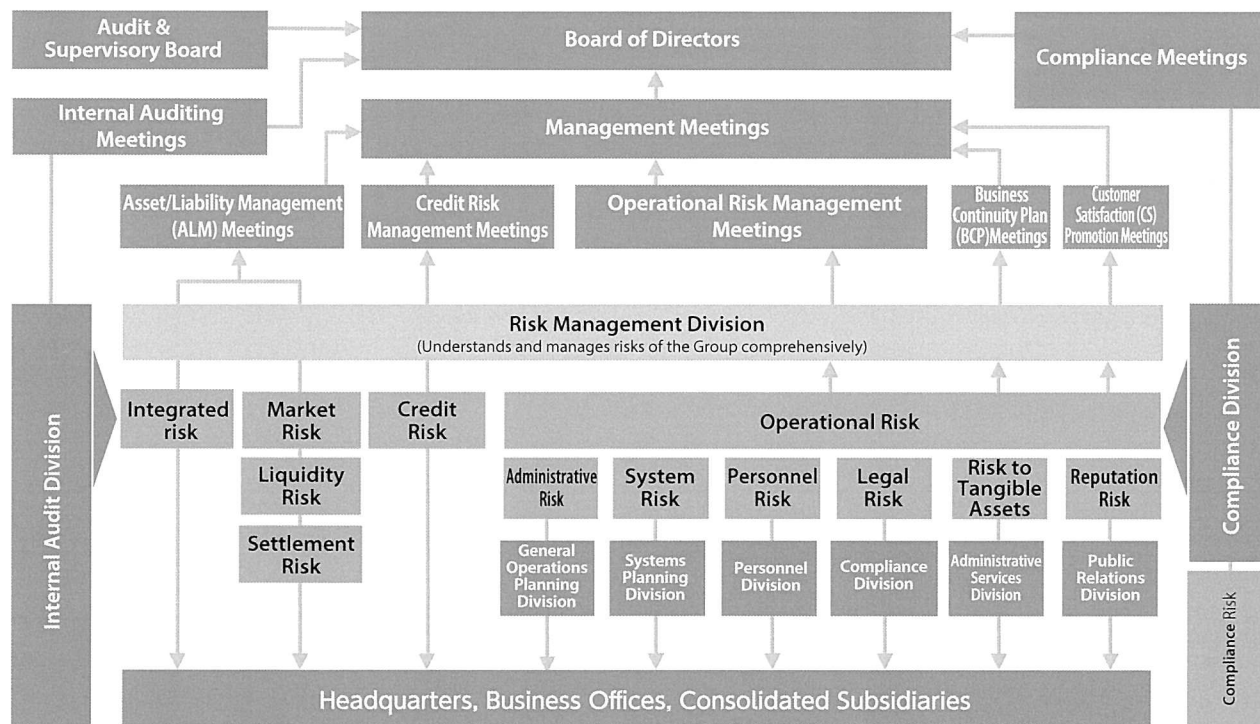 Audit &
Supervisory Board
Board of Directors
Compliance Meetings
Internal Auditing
Meetings
Management Meetings
Asset/Liability Management
(ALM) Meetings
Credit Risk
Management Meetings
Operational Risk Management
Meetings
Business
Continuity Plan
(BCP)Meetings
Customer
Satisfaction (CS)
Promotion Meetings
Risk Management Division
(Understands and manages risks of the Group comprehensively)
Internal Audit Division
Compliance Division
Integrated
risk
Market
Risk
Credit
Risk
Operational Risk
Liquidity
Risk
Settlement
Risk
Administrative
Risk
System
Risk
Personnel
Risk
Legal
Risk
Risk to
Tangible
Assets
Reputation
Risk
General
Operations
Planning
Division
Systems
Planning
Division
Personnel
Division
Compliance
Division
Administrative
Services
Division
Public
Relations
Division
Compliance Risk
Headquarters, Business Offices, Consolidated Subsidiaries